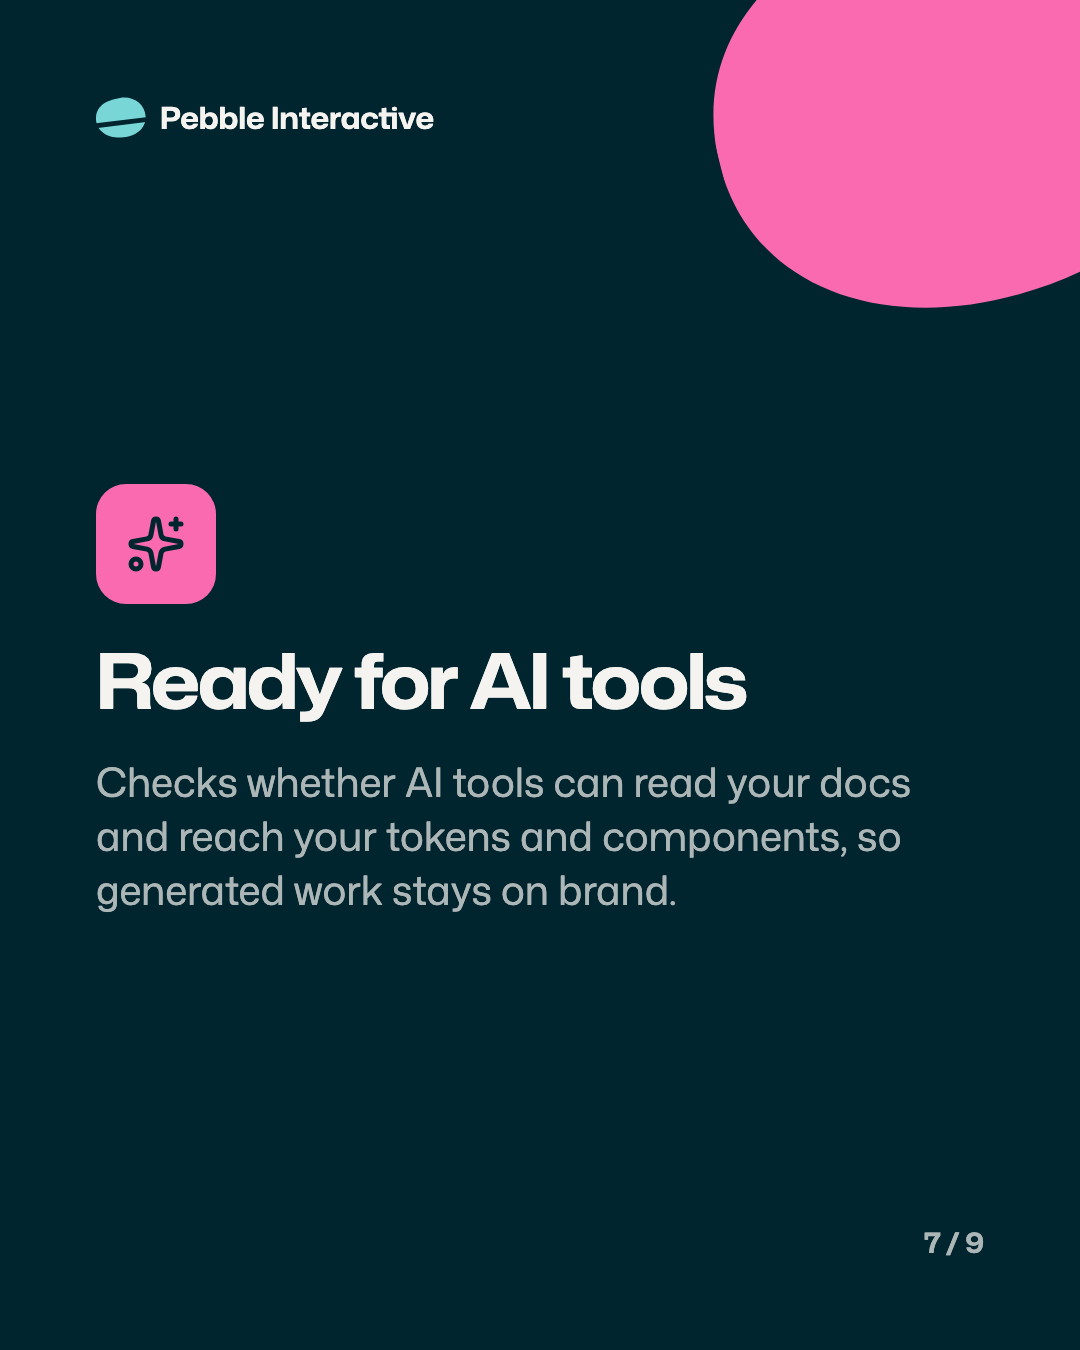 Pebble Interactive
Ready for AI tools
Checks whether AI tools can read your docs
and reach your tokens and components, so
generated work stays on brand.
7 / 9